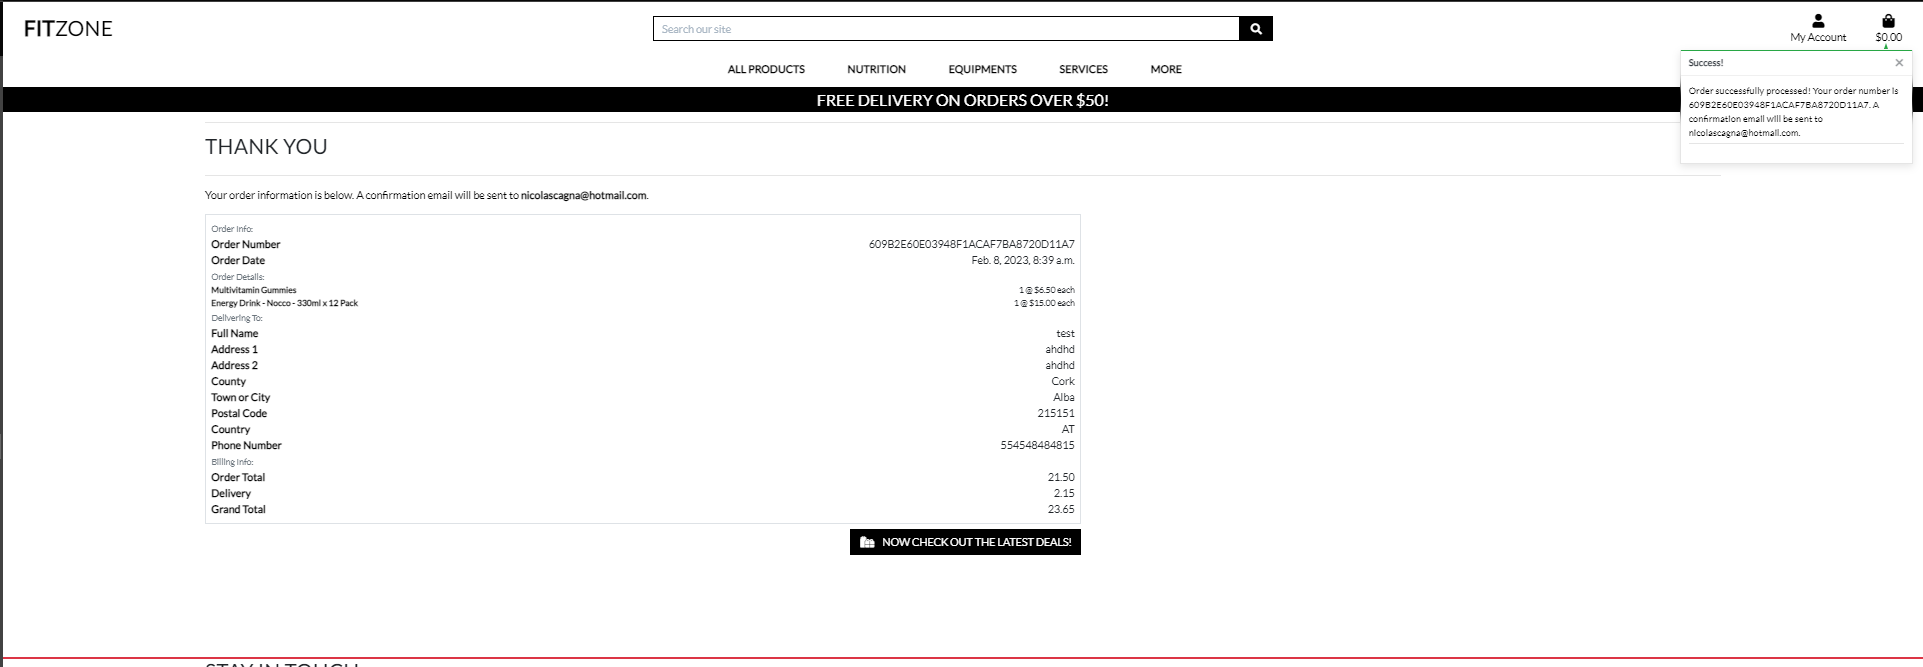 FITZONE
Search our site
My Account
$0.00
ALL PRODUCTS NUTRITION EQUIPMENTS SERVICES MORE
FREE DELIVERY ON ORDERS OVER $50!
Success!
Order successfully processed! Your order number is
609B2E60E03948F1ACAF7BA8720D11A7. A
confirmation email will be sent to
nicolascagna@hotmail.com.
THANK YOU
Your order information is below. A confirmation email will be sent to nicolascagna@hotmail.com.
Order Info:
Order Number 609B2E60E03948F1ACAF7BA8720D11A7
Order Date Feb. 8, 2023, 8:39 a.m.
Order Details:
Multivitamin Gummies 1 @ $6.50 each
Energy Drink - Nocco - 330ml x 12 Pack 1 @ $15.00 each
Delivering To:
Full Name test
Address 1 ahdhd
Address 2 ahdhd
County Cork
Town or City Alba
Postal Code 215151
Country AT
Phone Number 554548484815
Billing Info:
Order Total 21.50
Delivery 2.15
Grand Total 23.65
NOW CHECK OUT THE LATEST DEALS!
STAY IN TOUCH